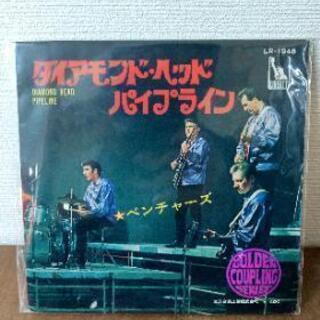 LR-1948
ダイアモンド・ヘッド
DIAMOND HEAD
PIPELINE
パイプライン
★ベンチャーズ
GOLDEN
COUPLING
SERIES